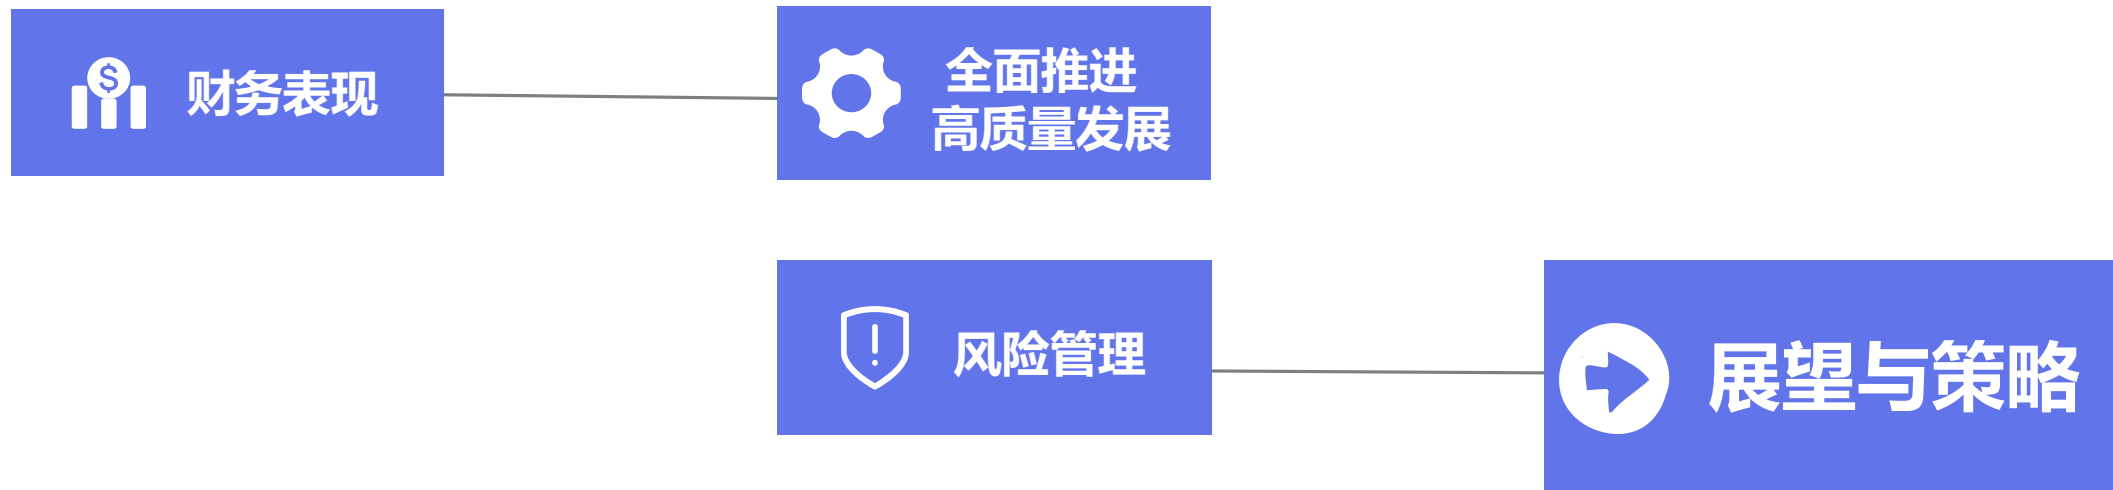 财务表现
全面推进
高质量发展
风险管理
展望与策略